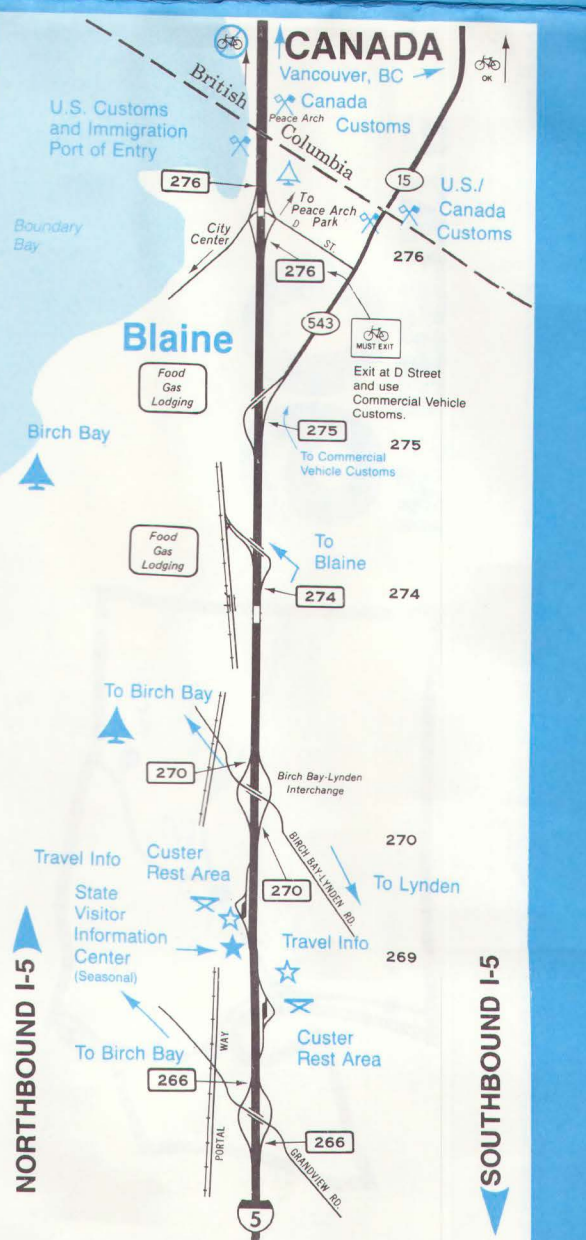 CANADA
Vancouver, BC
OK
British
Columbia
Canada
Customs
Peace Arch
U.S. Customs
and Immigration
Port of Entry
276
15
U.S./
Canada
Customs
To
Peace Arch
Park
City
Center
D
ST.
Boundary
Bay
276
276
Blaine
543
MUST EXIT
Exit at D Street
and use
Commercial Vehicle
Customs.
Food
Gas
Lodging
Birch Bay
275
275
To Commercial
Vehicle Customs
Food
Gas
Lodging
To
Blaine
274
274
To Birch Bay
270
Birch Bay-Lynden
Interchange
BIRCH BAY-LYNDEN RD.
270
Travel Info
Custer
Rest Area
270
To Lynden
State
Visitor
Information
Center
(Seasonal)
Travel Info
269
NORTHBOUND I-5
SOUTHBOUND I-5
Custer
Rest Area
To Birch Bay
PORTAL WAY
266
266
GRANDVIEW RD.
5